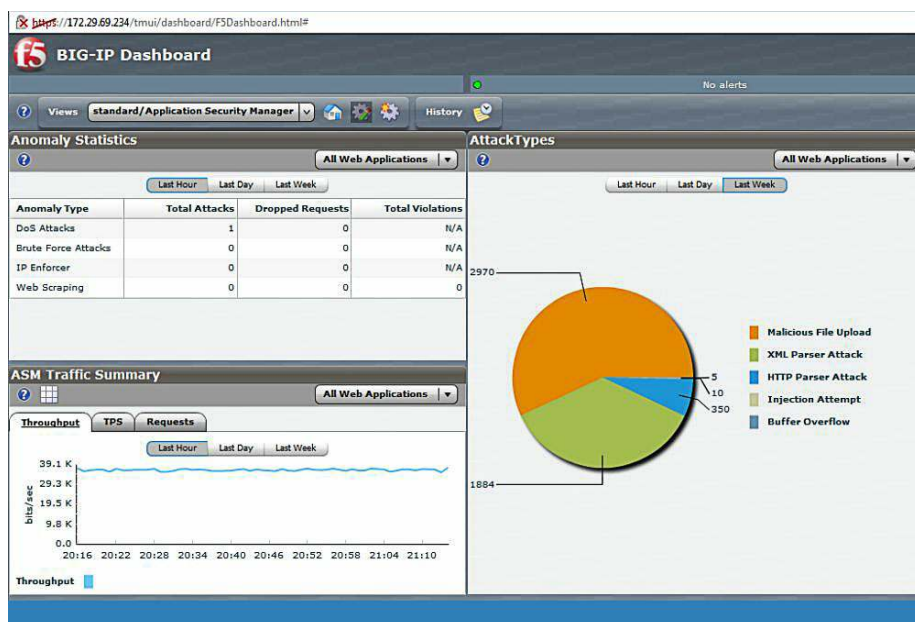 https://172.29.69.234/tmui/dashboard/F5Dashboard.html#
f5 BIG-IP Dashboard
No alerts
? Views standard/Application Security Manager History
Anomaly Statistics
? All Web Applications
Last Hour Last Day Last Week
Anomaly Type Total Attacks Dropped Requests Total Violations
DoS Attacks 1 0 N/A
Brute Force Attacks 0 0 N/A
IP Enforcer 0 0 N/A
Web Scraping 0 0 0
ASM Traffic Summary
? All Web Applications
Throughput TPS Requests
Last Hour Last Day Last Week
bits/sec
39.1 K
29.3 K
19.5 K
9.8 K
0.0
20:16 20:22 20:28 20:34 20:40 20:46 20:52 20:58 21:04 21:10
Throughput
AttackTypes
? All Web Applications
Last Hour Last Day Last Week
2970
5
10
350
1884
Malicious File Upload
XML Parser Attack
HTTP Parser Attack
Injection Attempt
Buffer Overflow